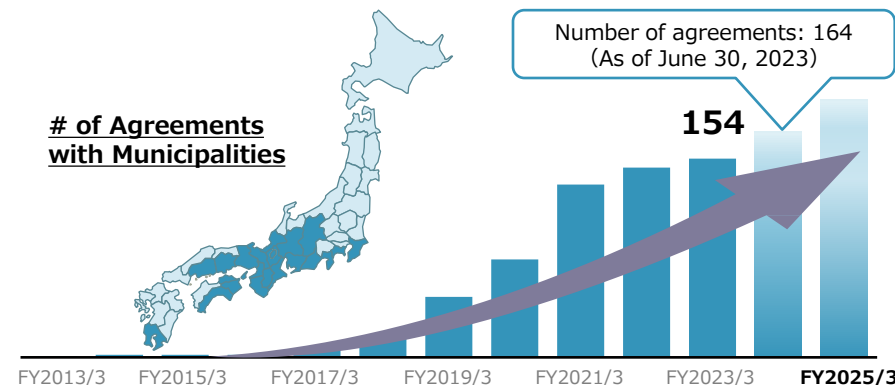 Number of agreements: 164
(As of June 30, 2023)
# of Agreements
with Municipalities
154
FY2013/3 FY2015/3 FY2017/3 FY2019/3 FY2021/3 FY2023/3 FY2025/3